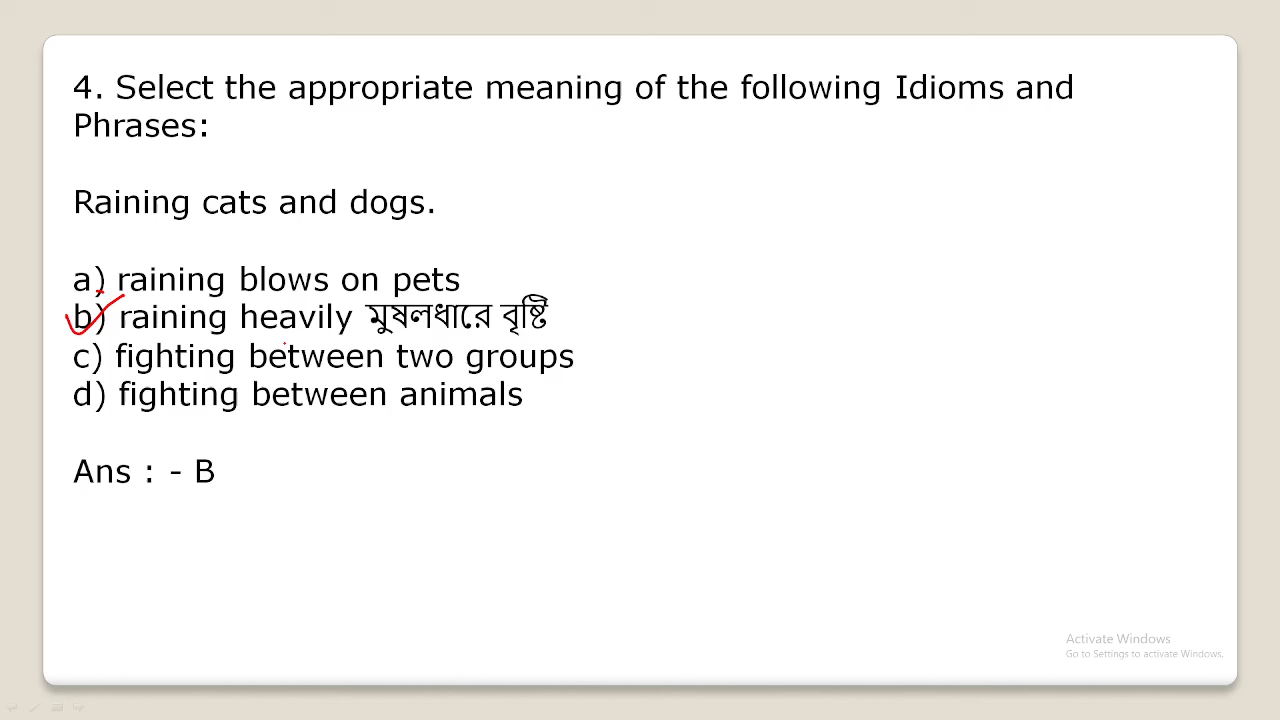 4. Select the appropriate meaning of the following Idioms and
Phrases:
Raining cats and dogs.
a) raining blows on pets
b) raining heavily মুষলধারে বৃষ্টি
c) fighting between two groups
d) fighting between animals
Ans : - B
Activate Windows
Go to Settings to activate Windows.